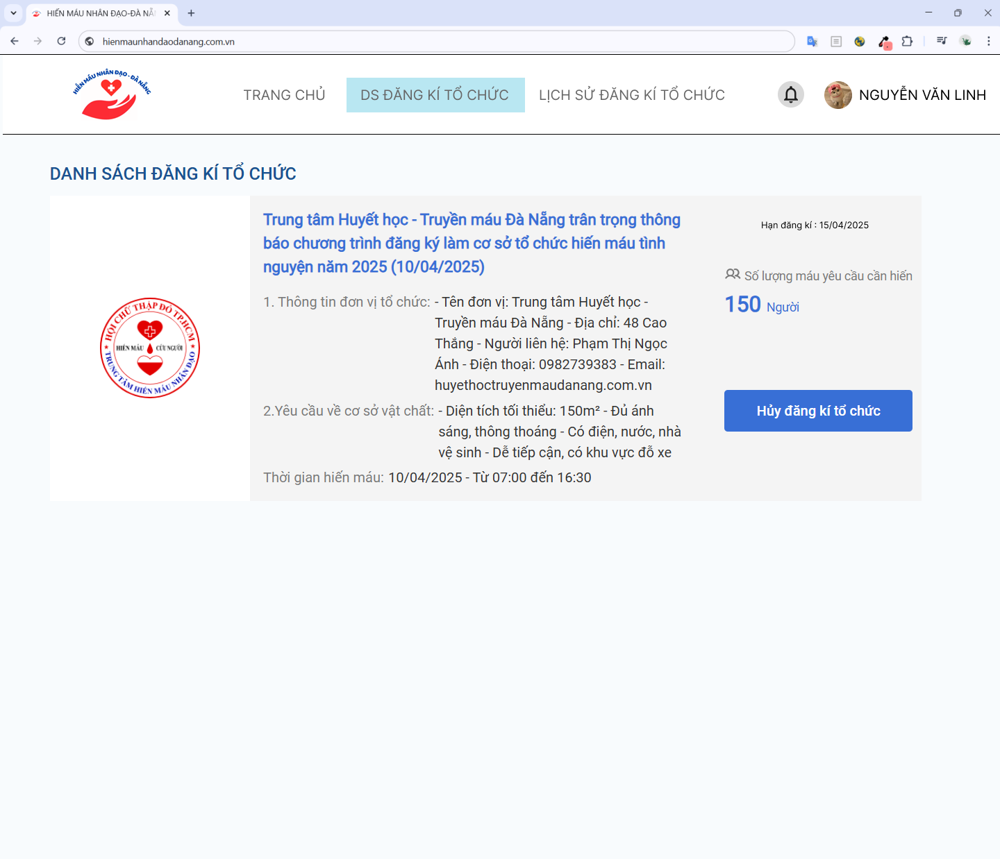 HIẾN MÁU NHÂN ĐẠO-ĐÀ NẴN
hienmaunhandaodanang.com.vn
HIẾN MÁU NHÂN ĐẠO - ĐÀ NẴNG
TRANG CHỦ
DS ĐĂNG KÍ TỔ CHỨC
LỊCH SỬ ĐĂNG KÍ TỔ CHỨC
NGUYỄN VĂN LINH
DANH SÁCH ĐĂNG KÍ TỔ CHỨC
HỘI CHỮ THẬP ĐỎ TP.HCM
HIẾN MÁU CỨU NGƯỜI
TRUNG TÂM HIẾN MÁU NHÂN ĐẠO
Trung tâm Huyết học - Truyền máu Đà Nẵng trân trọng thông
báo chương trình đăng ký làm cơ sở tổ chức hiến máu tình
nguyện năm 2025 (10/04/2025)
1. Thông tin đơn vị tổ chức: - Tên đơn vị: Trung tâm Huyết học -
Truyền máu Đà Nẵng - Địa chỉ: 48 Cao
Thắng - Người liên hệ: Phạm Thị Ngọc
Ánh - Điện thoại: 0982739383 - Email:
huyethoctruyenmaudanang.com.vn
2.Yêu cầu về cơ sở vật chất: - Diện tích tối thiểu: 150m² - Đủ ánh
sáng, thông thoáng - Có điện, nước, nhà
vệ sinh - Dễ tiếp cận, có khu vực đỗ xe
Thời gian hiến máu: 10/04/2025 - Từ 07:00 đến 16:30
Hạn đăng kí : 15/04/2025
Số lượng máu yêu cầu cần hiến
150 Người
Hủy đăng kí tổ chức